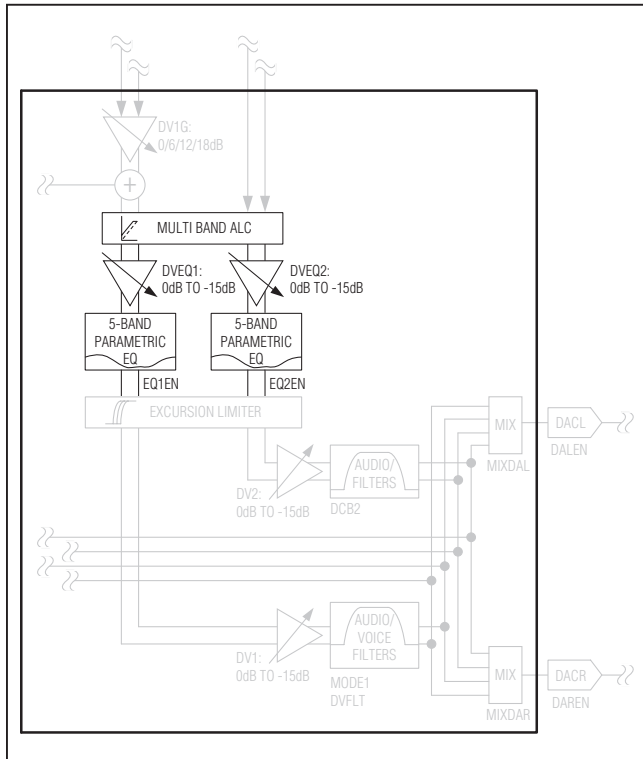 DV1G:
0/6/12/18dB
+
MULTI BAND ALC
DVEQ1:
0dB TO -15dB
DVEQ2:
0dB TO -15dB
5-BAND
PARAMETRIC
EQ
5-BAND
PARAMETRIC
EQ
EQ1EN
EQ2EN
EXCURSION LIMITER
MIX
DACL
MIXDAL
DALEN
AUDIO/
FILTERS
DV2:
0dB TO -15dB
DCB2
AUDIO/
VOICE
FILTERS
DV1:
0dB TO -15dB
MODE1
DVFLT
MIX
DACR
MIXDAR
DAREN